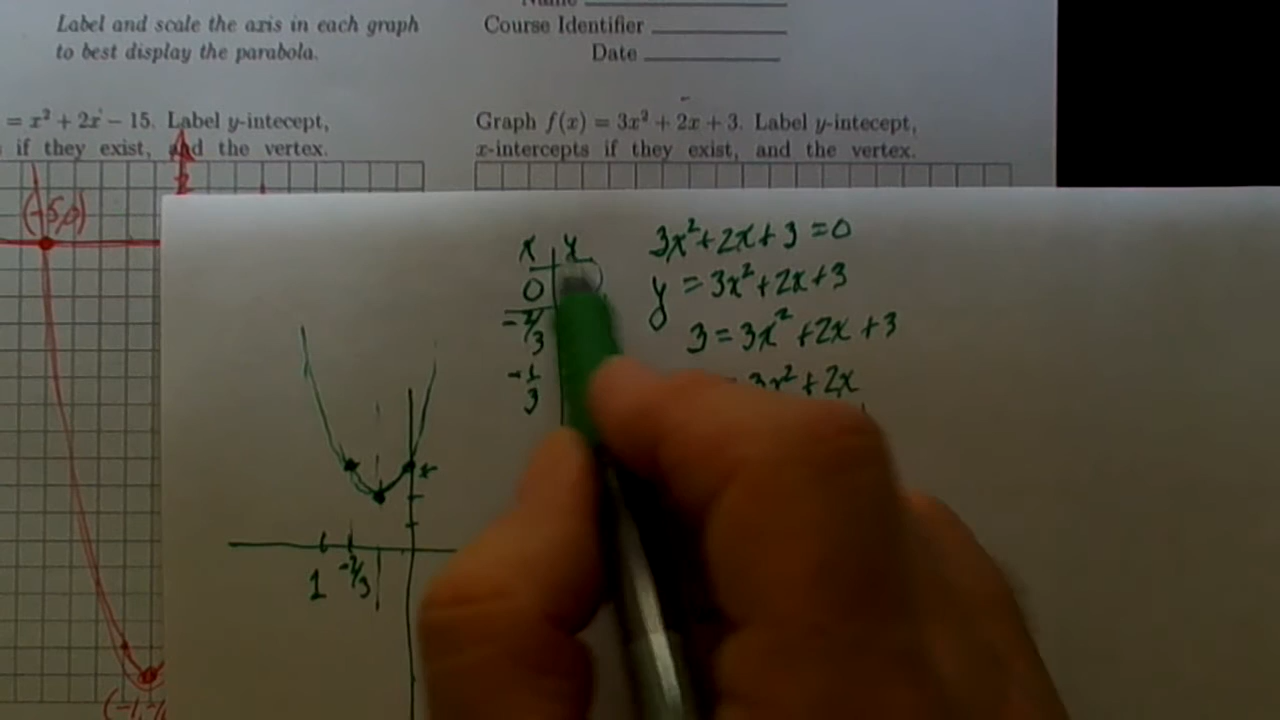 Label and scale the axis in each graph
to best display the parabola.
Name
Course Identifier
Date
= x² + 2x − 15. Label y-intecept,
if they exist, and the vertex.
Graph f(x) = 3x² + 2x + 3. Label y-intecept,
x-intercepts if they exist, and the vertex.
(-5,0)
x y
0
-2/3
-1/3
3x²+2x+3=0
y = 3x²+2x+3
3 = 3x²+2x+3
= 3x²+2x
1 -2/3